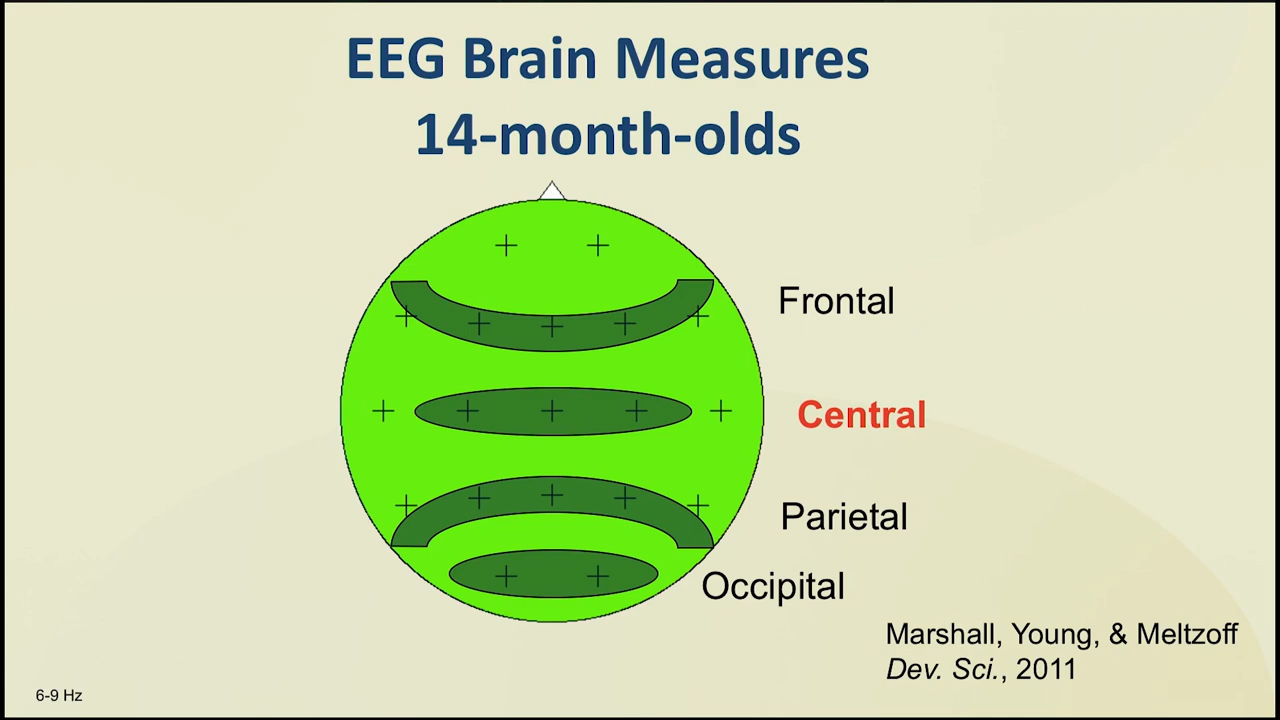 EEG Brain Measures
14-month-olds
Frontal
Central
Parietal
Occipital
Marshall, Young, & Meltzoff
Dev. Sci., 2011
6-9 Hz